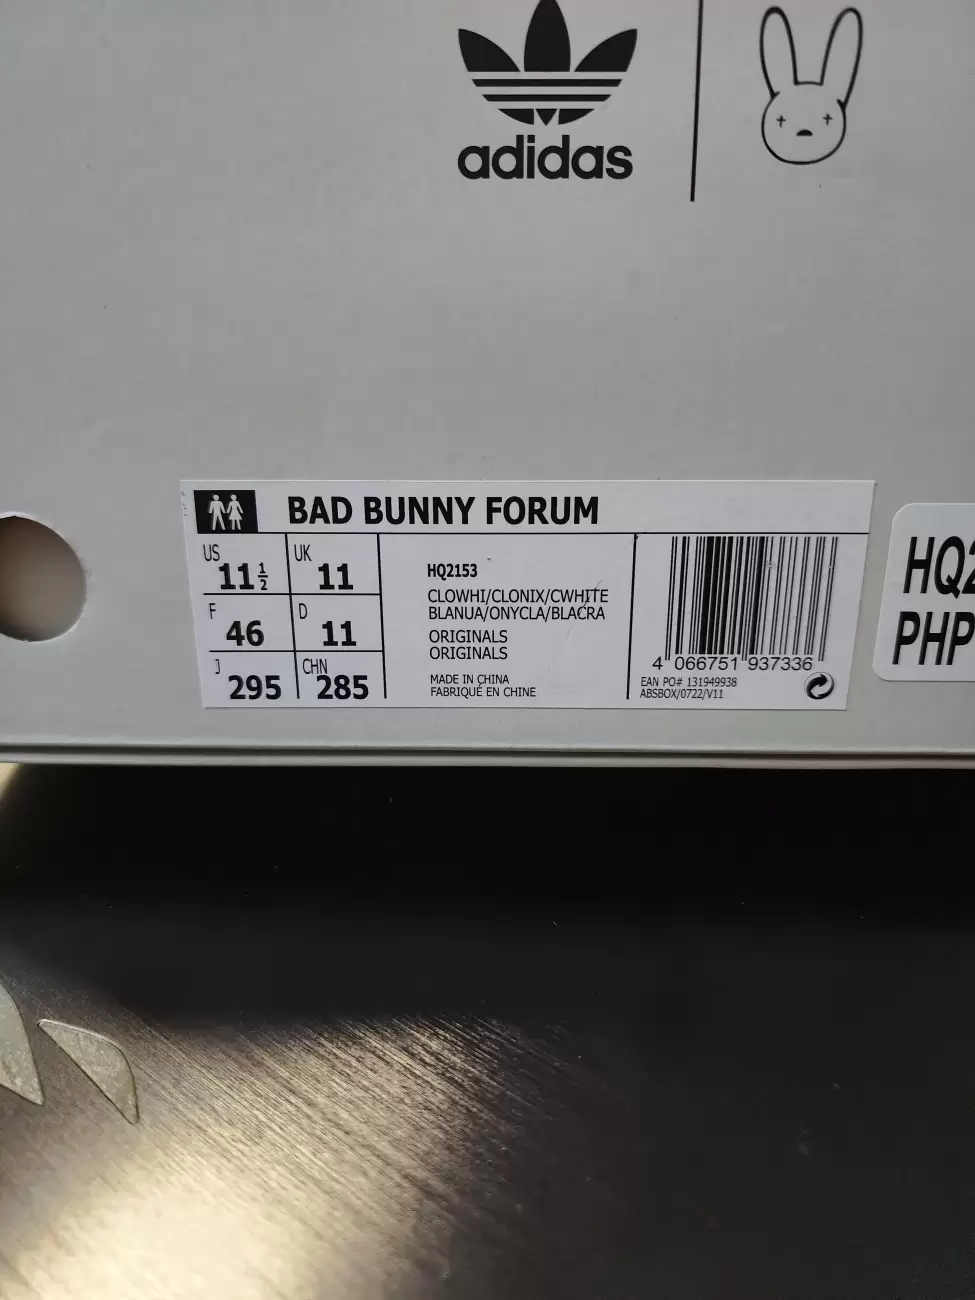 adidas
BAD BUNNY FORUM
US
11½
UK
11
F
46
D
11
J
295
CHN
285
HQ2153
CLOWHI/CLONIX/CWHITE
BLANUA/ONYCLA/BLACRA
ORIGINALS
ORIGINALS
MADE IN CHINA
FABRIQUÉ EN CHINE
4 066751 937336
EAN PO# 131949938
ABSBOX/0722/V11
HQ2
PHP